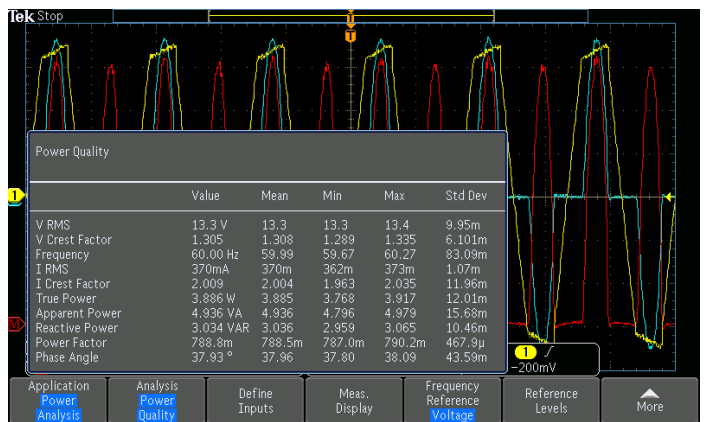 Tek Stop
T
Power Quality
Value Mean Min Max Std Dev
1
V RMS 13.3 V 13.3 13.3 13.4 9.95m
V Crest Factor 1.305 1.308 1.289 1.335 6.101m
Frequency 60.00 Hz 59.99 59.67 60.27 83.09m
I RMS 370mA 370m 362m 373m 1.07m
I Crest Factor 2.009 2.004 1.963 2.035 11.96m
True Power 3.886 W 3.885 3.768 3.917 12.01m
Apparent Power 4.936 VA 4.936 4.796 4.979 15.68m
Reactive Power 3.034 VAR 3.036 2.959 3.065 10.46m
M
Power Factor 788.8m 788.5m 787.0m 790.2m 467.9µ
Phase Angle 37.93 ° 37.96 37.80 38.09 43.59m
1
-200mV
Application
Power
Analysis
Analysis
Power
Quality
Define
Inputs
Meas.
Display
Frequency
Reference
Voltage
Reference
Levels
More